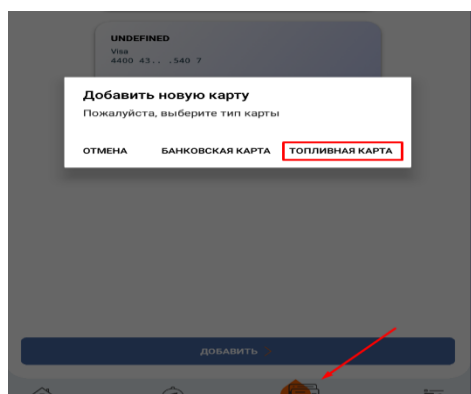 UNDEFINED
Visa
4400 43.. .540 7
Добавить новую карту
Пожалуйста, выберите тип карты
ОТМЕНА БАНКОВСКАЯ КАРТА ТОПЛИВНАЯ КАРТА
ДОБАВИТЬ